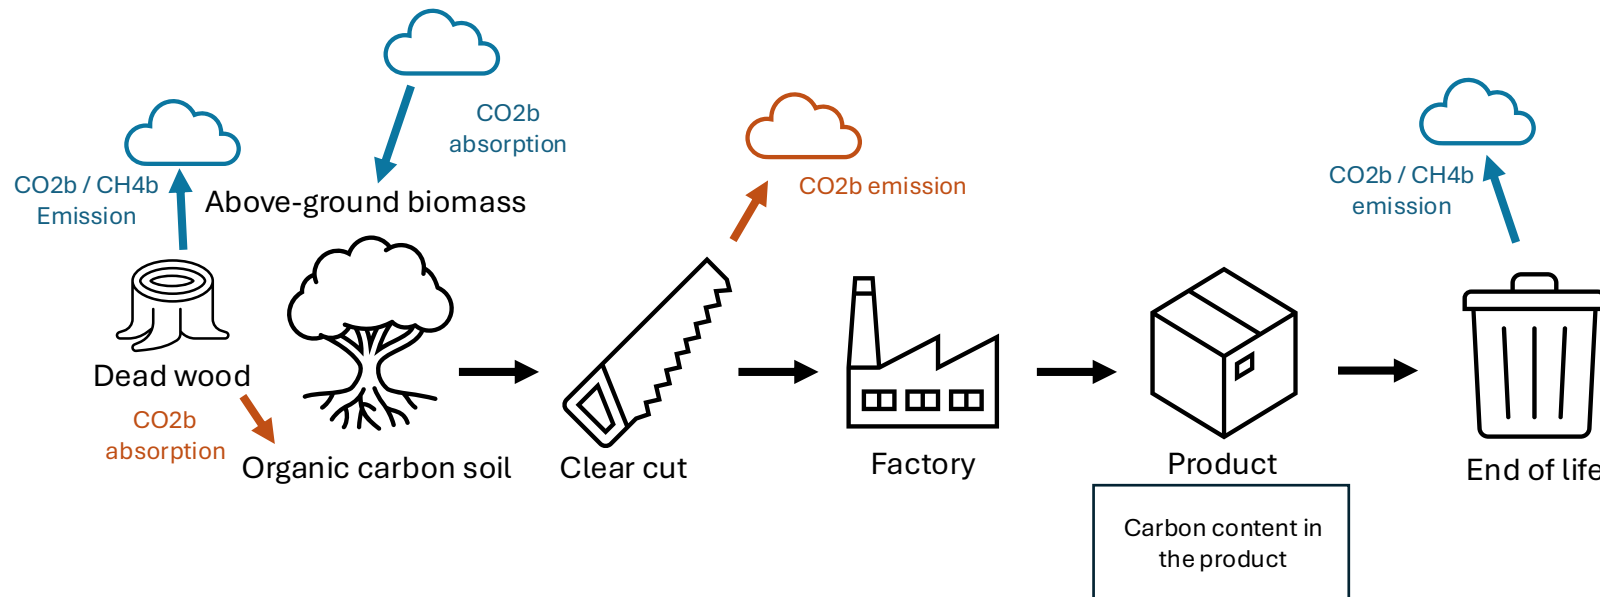 CO2b
absorption
CO2b / CH4b
Emission
Above-ground biomass
CO2b emission
CO2b / CH4b
emission
Dead wood
CO2b
absorption
Organic carbon soil
Clear cut
Factory
Product
End of life
Carbon content in
the product